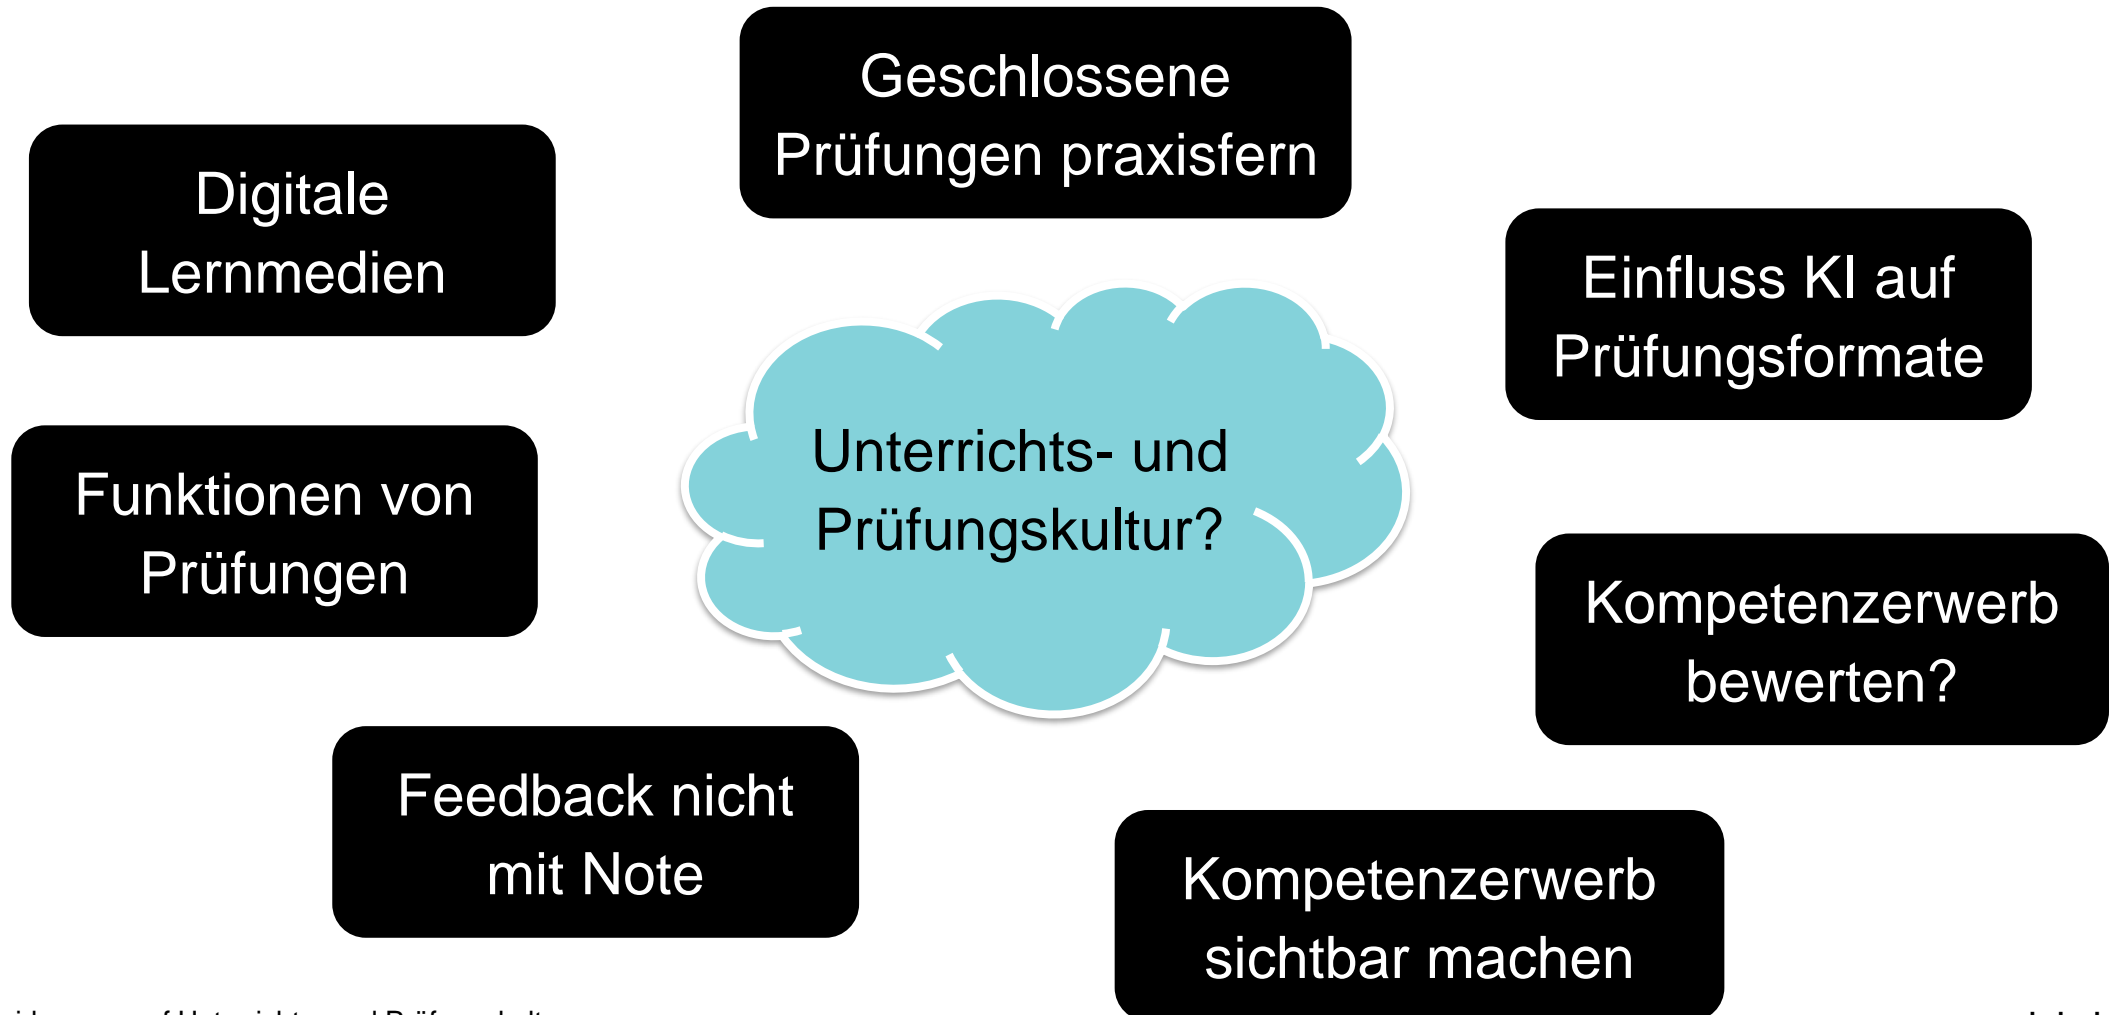 Geschlossene
Prüfungen praxisfern
Digitale
Lernmedien
Einfluss KI auf
Prüfungsformate
Unterrichts- und
Prüfungskultur?
Funktionen von
Prüfungen
Kompetenzerwerb
bewerten?
Feedback nicht
mit Note
Kompetenzerwerb
sichtbar machen